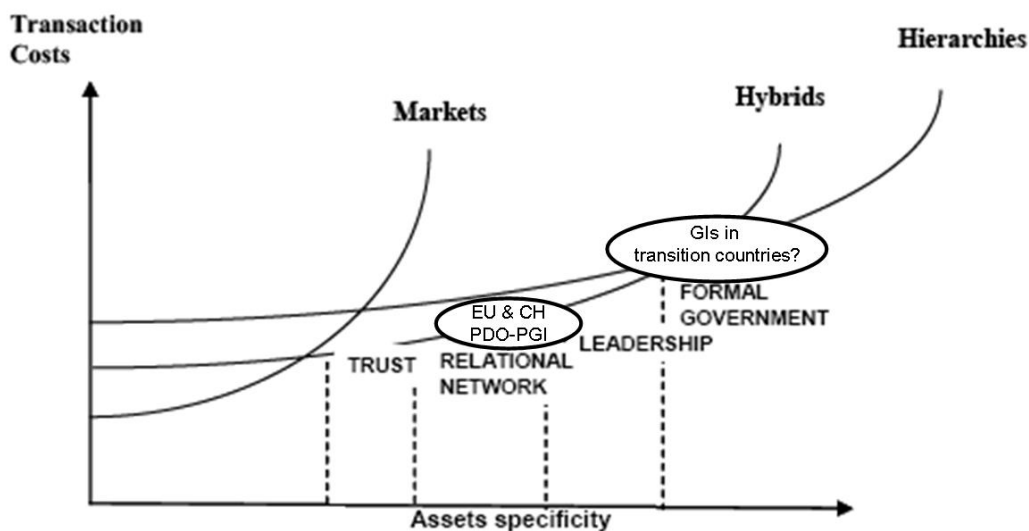 Transaction
Costs
Hierarchies
Markets
Hybrids
GIs in
transition countries?
FORMAL
GOVERNMENT
EU & CH
PDO-PGI
LEADERSHIP
TRUST
RELATIONAL
NETWORK
Assets specificity